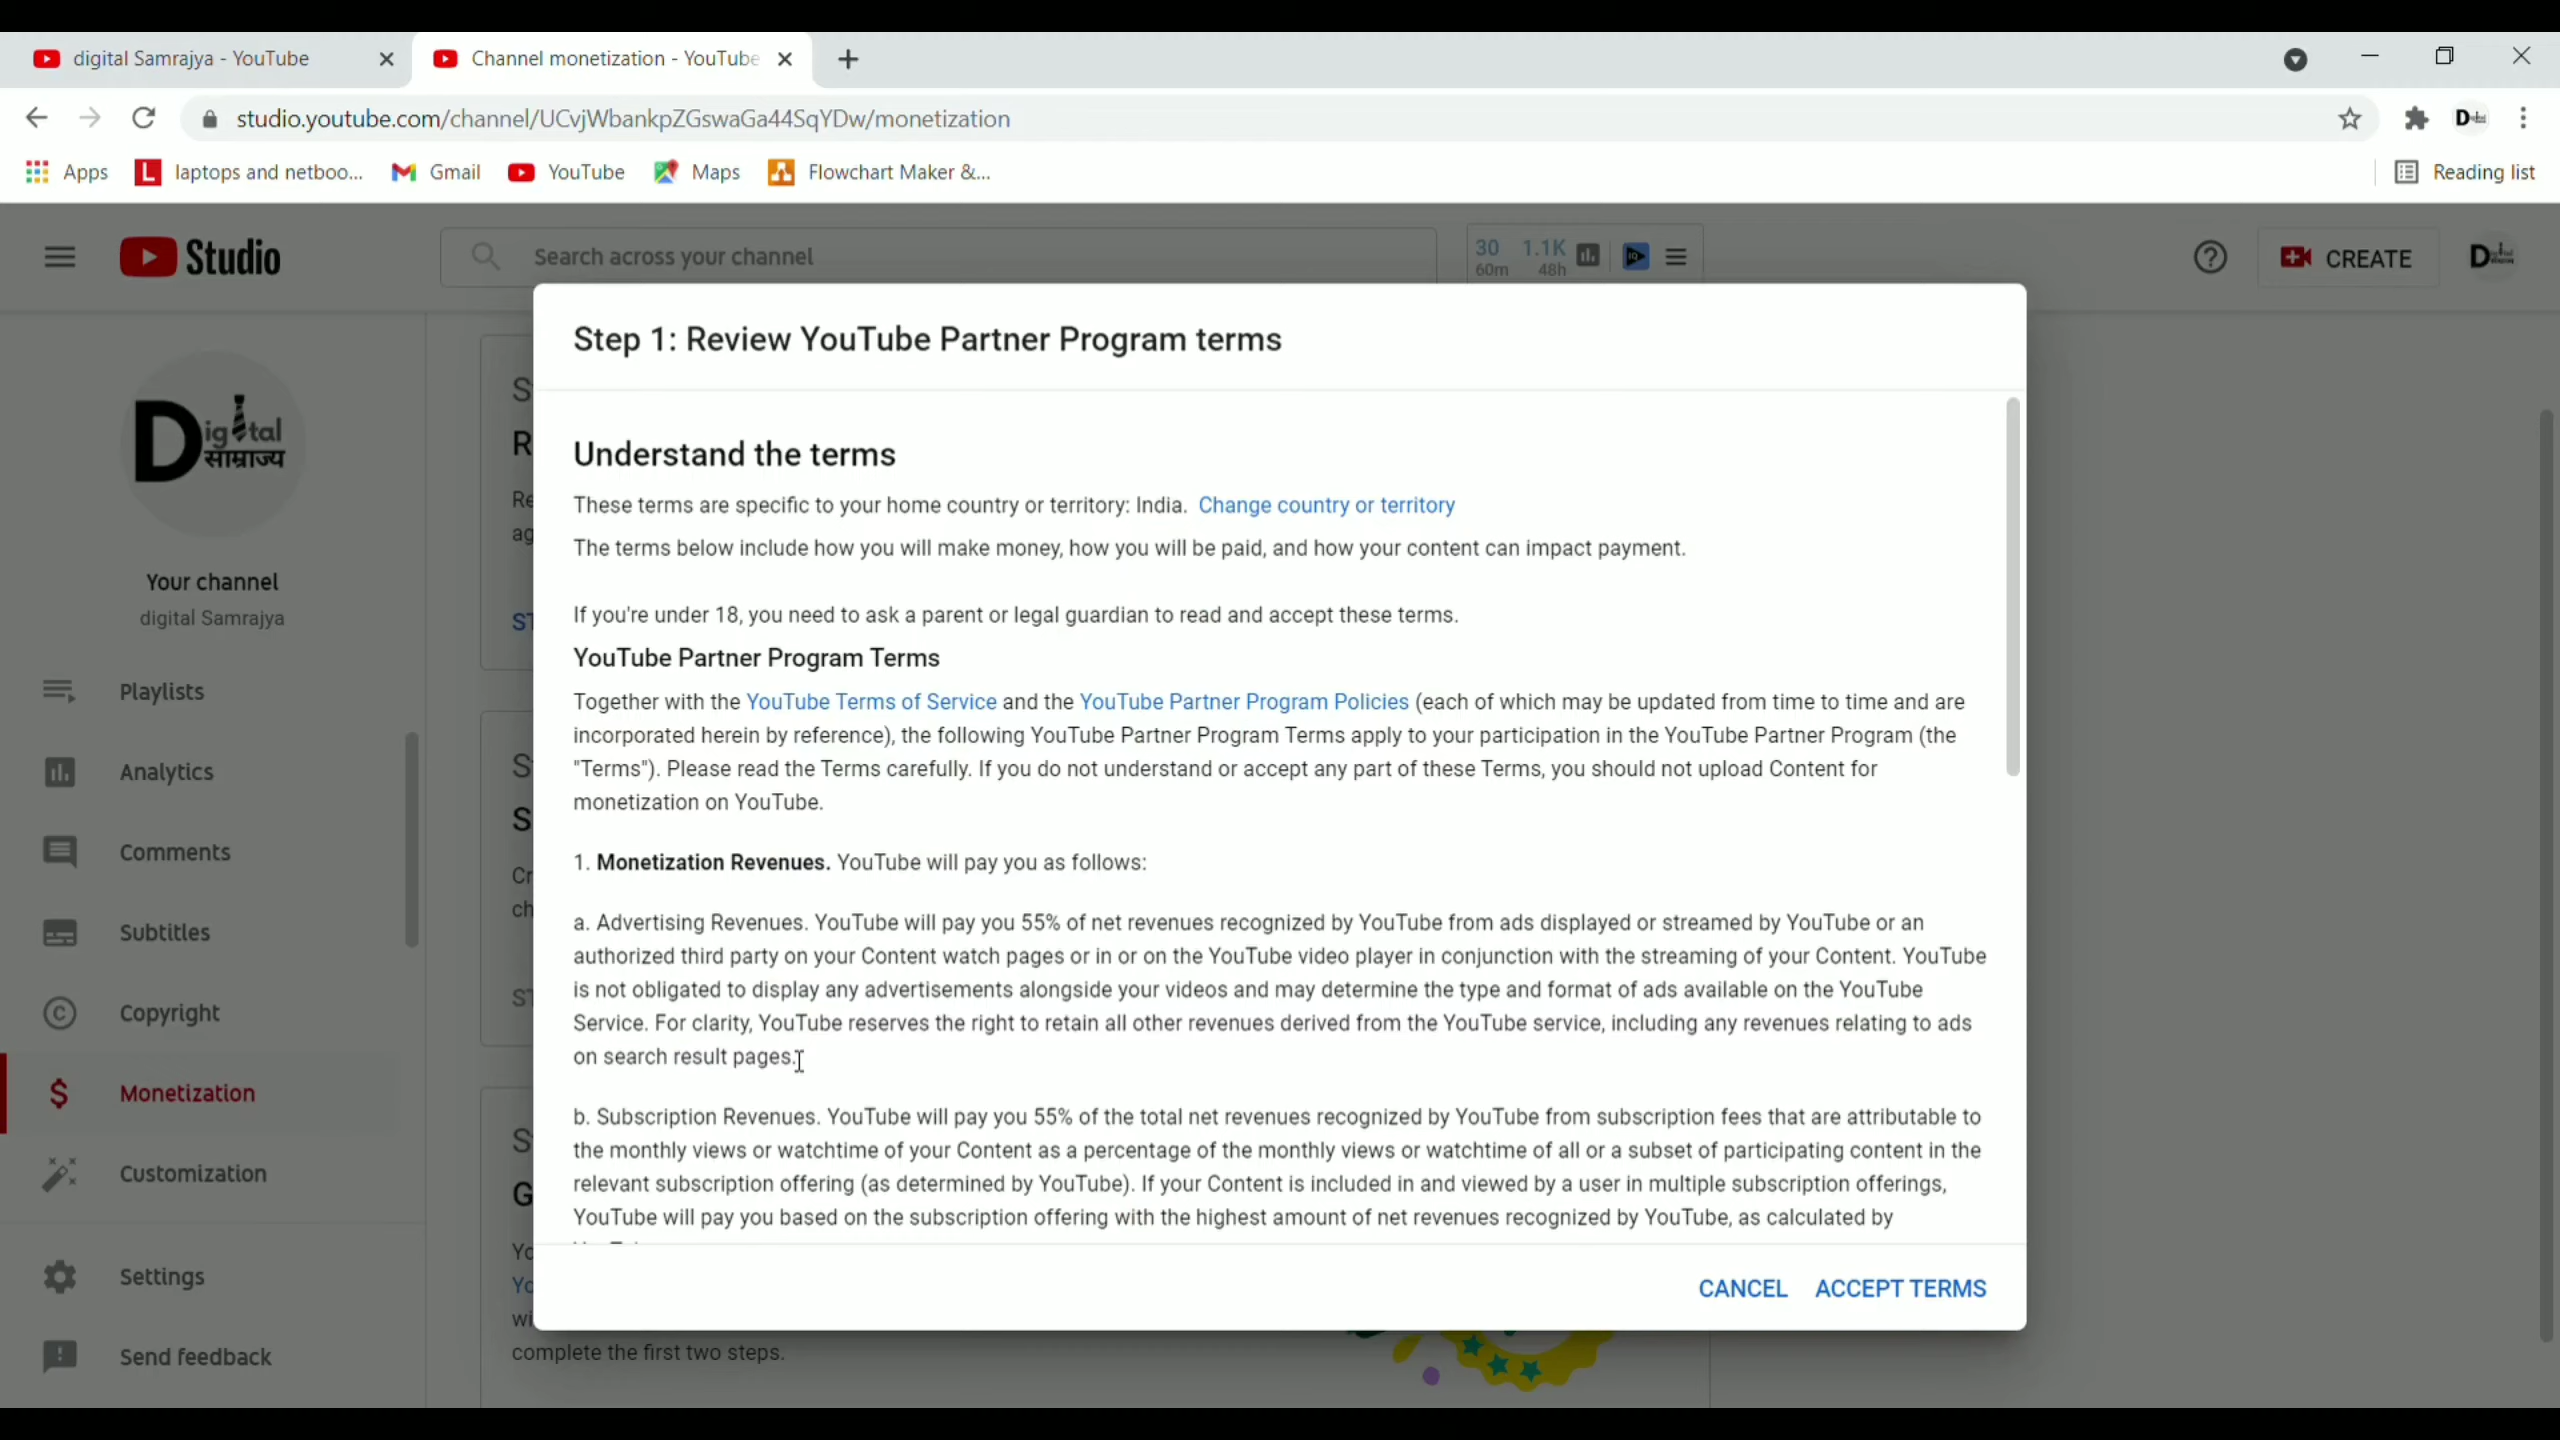 digital Samrajya - YouTube
Channel monetization - YouTube
studio.youtube.com/channel/UCvjWbankpZGswaGa44SqYDw/monetization
Apps
L laptops and netboo...
Gmail
YouTube
Maps
Flowchart Maker &...
Reading list
Studio
Search across your channel
30 1.1K
60m 48h
CREATE
Digital
साम्राज्य
Your channel
digital Samrajya
Playlists
Analytics
Comments
Subtitles
Copyright
Monetization
Customization
Settings
Send feedback
Step 1: Review YouTube Partner Program terms
Understand the terms
These terms are specific to your home country or territory: India. Change country or territory
The terms below include how you will make money, how you will be paid, and how your content can impact payment.
If you're under 18, you need to ask a parent or legal guardian to read and accept these terms.
YouTube Partner Program Terms
Together with the YouTube Terms of Service and the YouTube Partner Program Policies (each of which may be updated from time to time and are
incorporated herein by reference), the following YouTube Partner Program Terms apply to your participation in the YouTube Partner Program (the
"Terms"). Please read the Terms carefully. If you do not understand or accept any part of these Terms, you should not upload Content for
monetization on YouTube.
1. Monetization Revenues. YouTube will pay you as follows:
a. Advertising Revenues. YouTube will pay you 55% of net revenues recognized by YouTube from ads displayed or streamed by YouTube or an
authorized third party on your Content watch pages or in or on the YouTube video player in conjunction with the streaming of your Content. YouTube
is not obligated to display any advertisements alongside your videos and may determine the type and format of ads available on the YouTube
Service. For clarity, YouTube reserves the right to retain all other revenues derived from the YouTube service, including any revenues relating to ads
on search result pages.
b. Subscription Revenues. YouTube will pay you 55% of the total net revenues recognized by YouTube from subscription fees that are attributable to
the monthly views or watchtime of your Content as a percentage of the monthly views or watchtime of all or a subset of participating content in the
relevant subscription offering (as determined by YouTube). If your Content is included in and viewed by a user in multiple subscription offerings,
YouTube will pay you based on the subscription offering with the highest amount of net revenues recognized by YouTube, as calculated by
CANCEL ACCEPT TERMS
complete the first two steps.